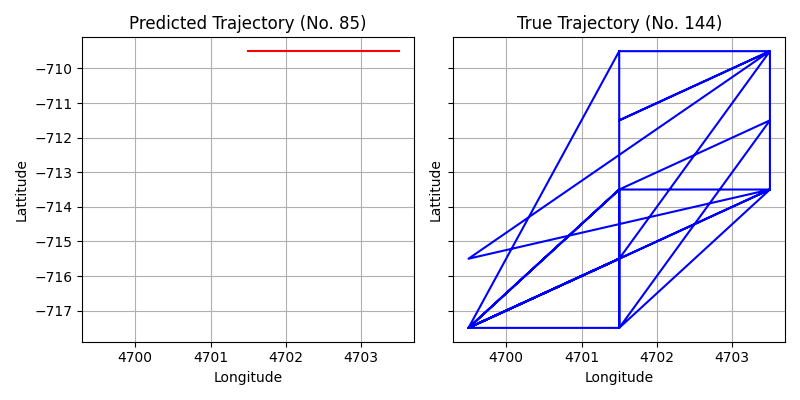 Predicted Trajectory (No. 85)
Lattitude
−710
−711
−712
−713
−714
−715
−716
−717
4700 4701 4702 4703
Longitude
True Trajectory (No. 144)
Lattitude
4700 4701 4702 4703
Longitude